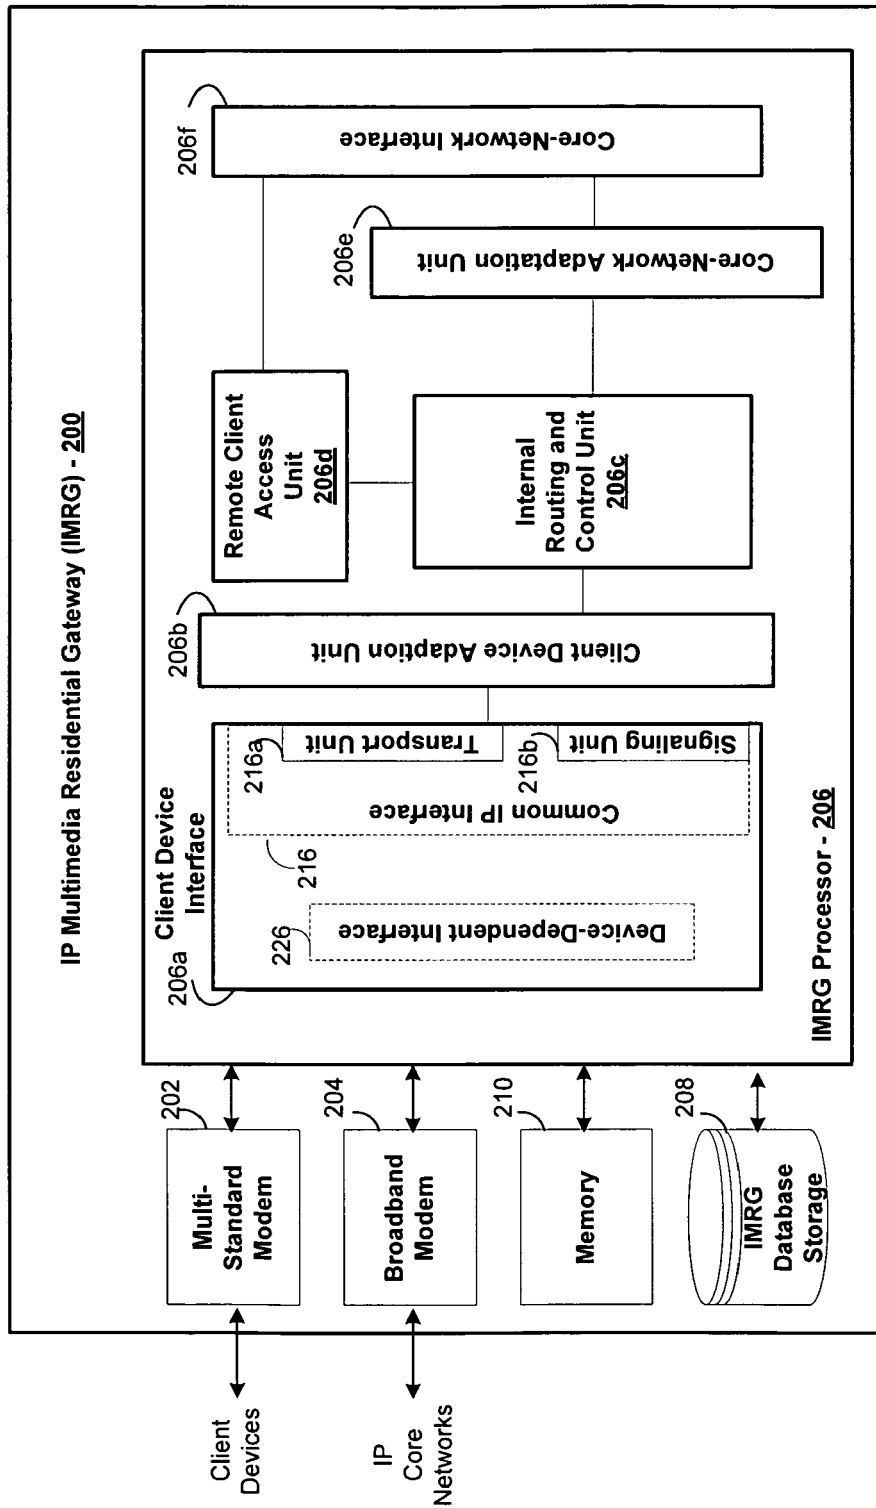 IP Multimedia Residential Gateway (IMRG) - 200
Client
Devices
IP
Core
Networks
202
Multi-
Standard
Modem
204
Broadband
Modem
210
Memory
208
IMRG
Database
Storage
206a
Client Device
Interface
226
Device-Dependent Interface
216
Common IP Interface
216a
Transport Unit
216b
Signaling Unit
206b
Client Device Adaption Unit
Remote Client
Access
Unit
206d
Internal
Routing and
Control Unit
206c
206e
Core-Network Adaptation Unit
206f
Core-Network Interface
IMRG Processor - 206